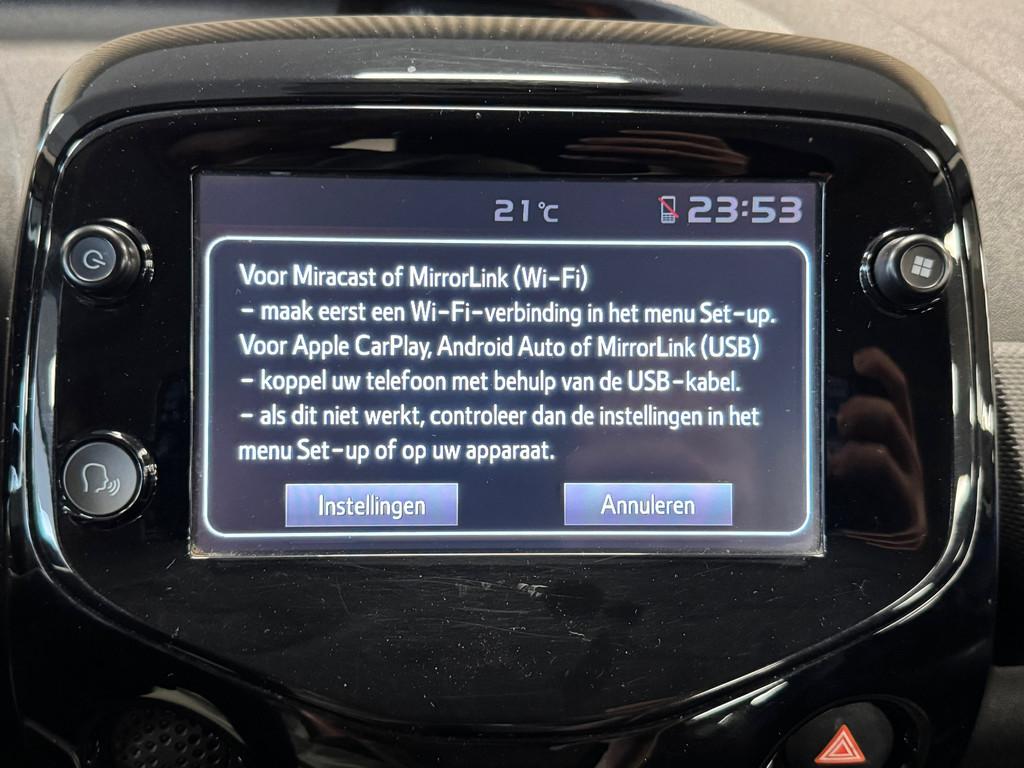 21°C
23:53
Voor Miracast of MirrorLink (Wi-Fi)
- maak eerst een Wi-Fi-verbinding in het menu Set-up.
Voor Apple CarPlay, Android Auto of MirrorLink (USB)
- koppel uw telefoon met behulp van de USB-kabel.
- als dit niet werkt, controleer dan de instellingen in het
menu Set-up of op uw apparaat.
Instellingen
Annuleren